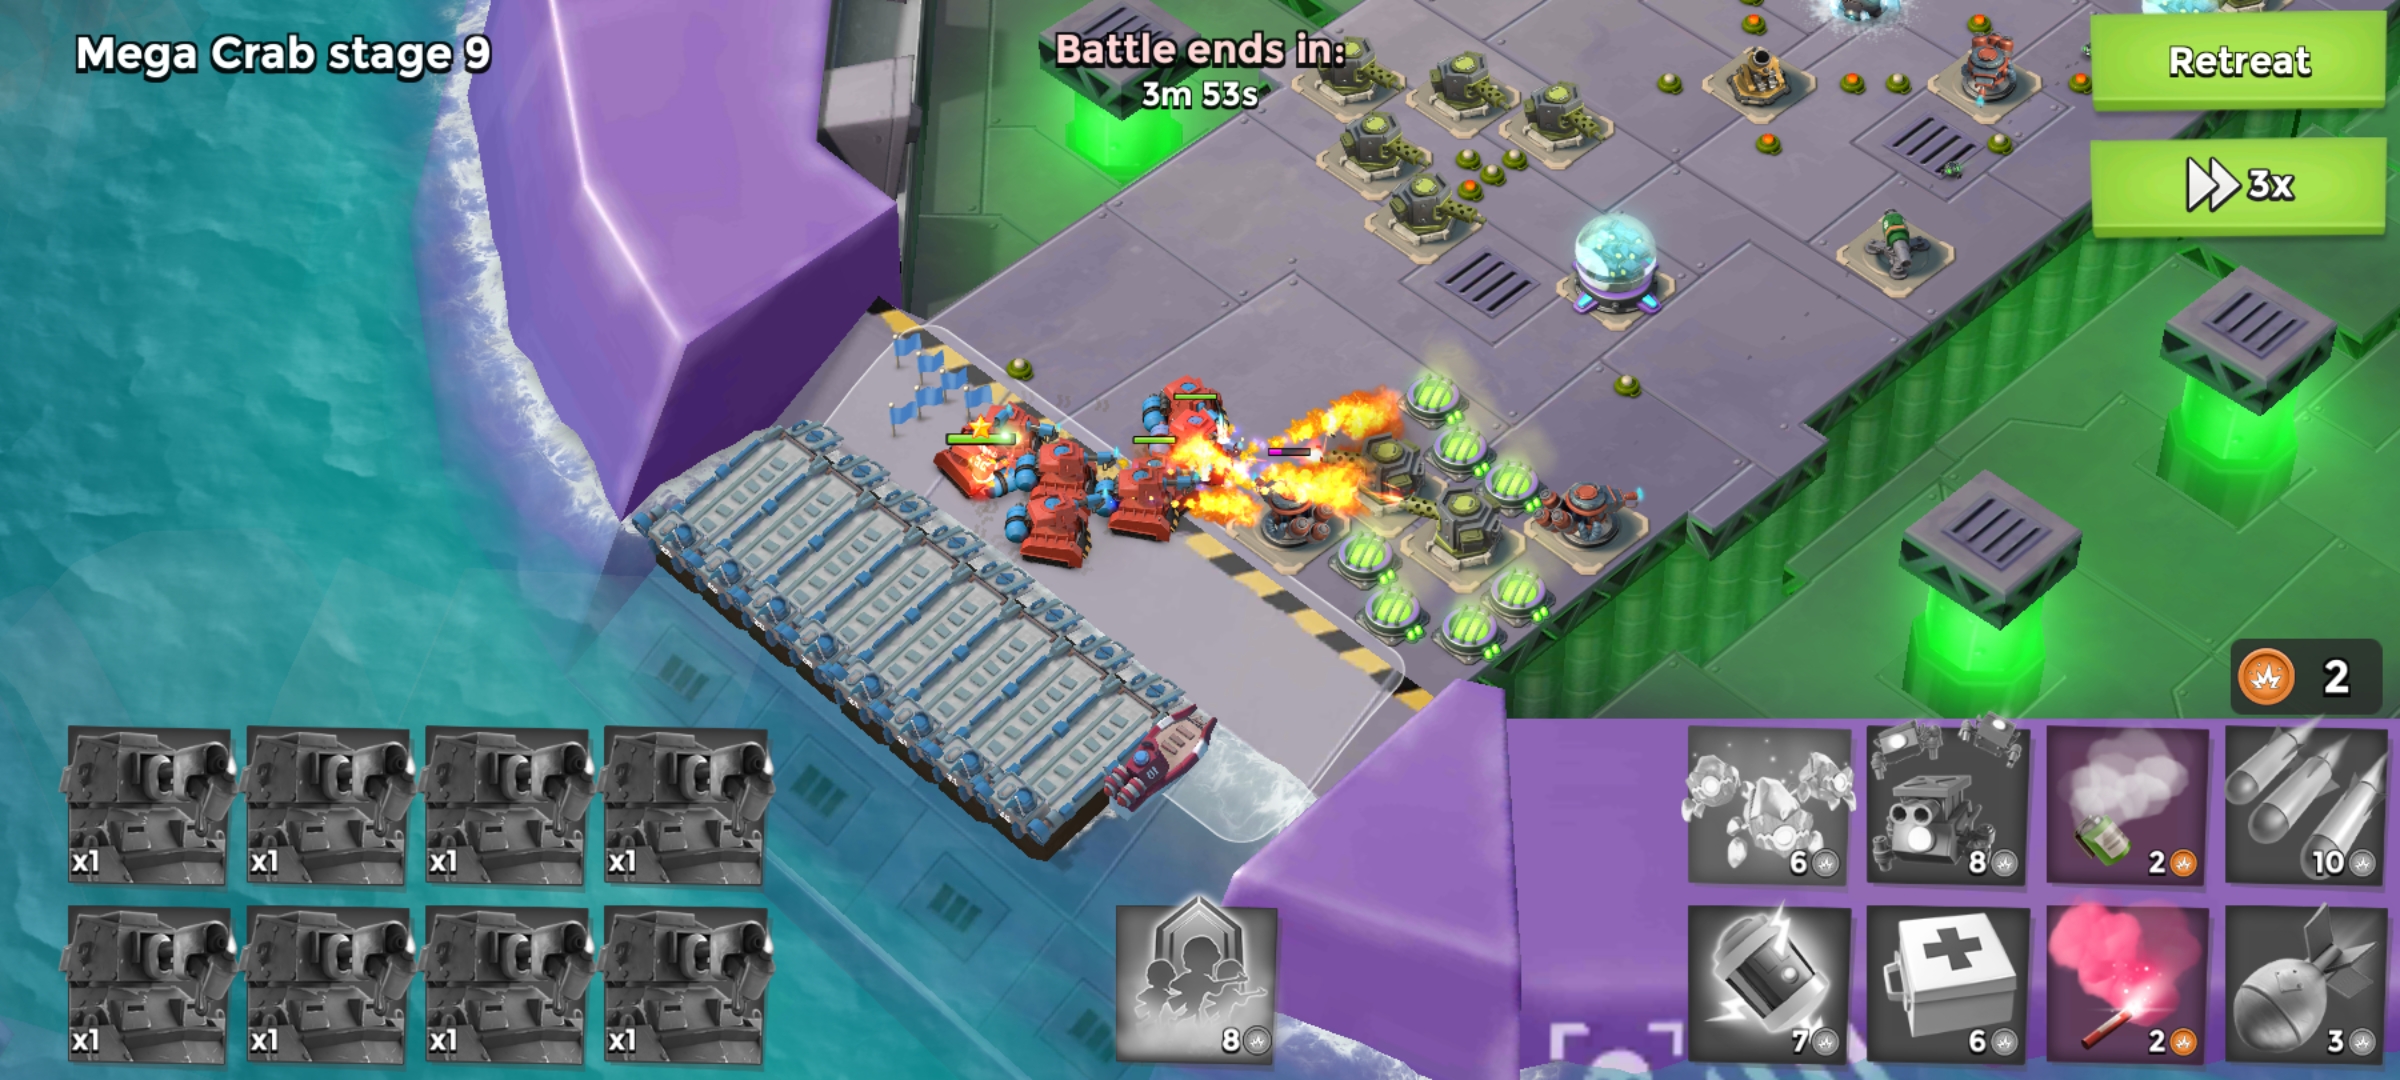 Mega Crab stage 9
Battle ends in:
3m 53s
Retreat
3x
2
x1
x1
x1
x1
6
8
2
10
x1
x1
x1
x1
8
7
6
2
3